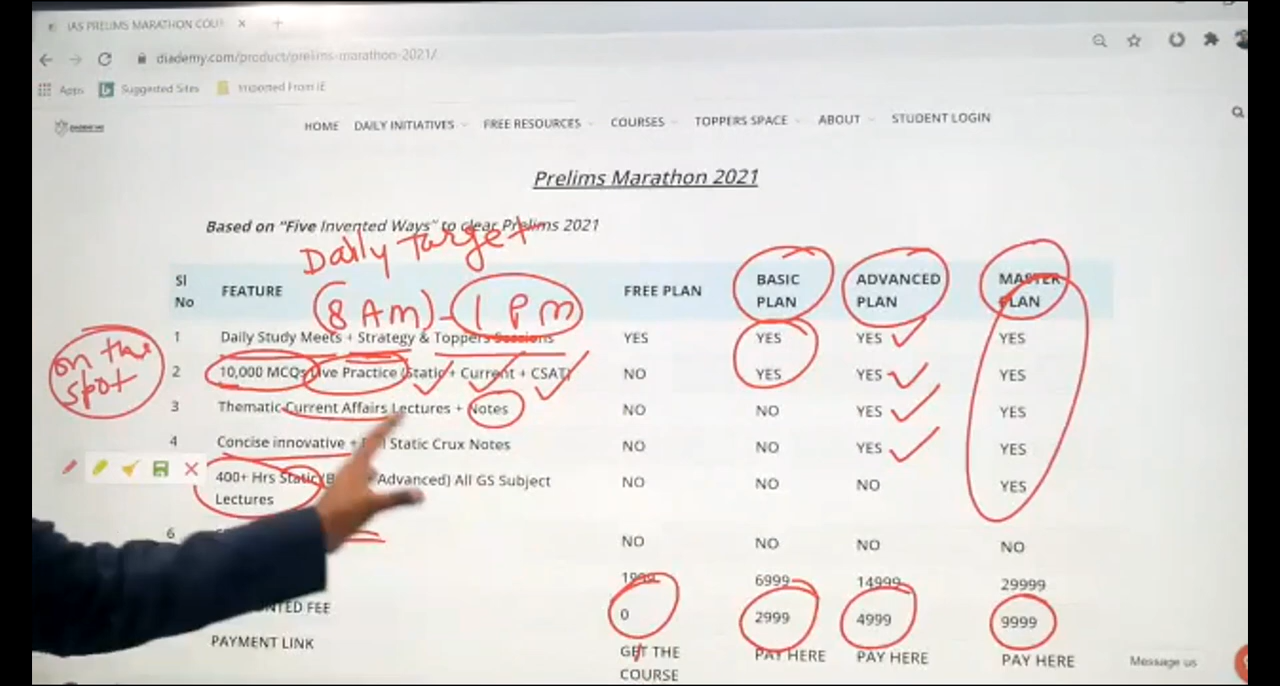 IAS PRELIMS MARATHON COU
diademy.com/product/prelims-marathon-2021/
Apps Suggested Sites Imported From IE
HOME DAILY INITIATIVES FREE RESOURCES COURSES TOPPERS SPACE ABOUT STUDENT LOGIN
Prelims Marathon 2021
Based on "Five Invented Ways" to clear Prelims 2021
Daily Target
(8 Am) - 1 Pm
Sl No FEATURE FREE PLAN BASIC PLAN ADVANCED PLAN MASTER PLAN
1 Daily Study Meets + Strategy & Toppers Sessions YES YES YES YES
on the spot
2 10,000 MCQs Live Practice (Static + Current + CSAT) NO YES YES YES
3 Thematic Current Affairs Lectures + Notes NO NO YES YES
4 Concise innovative + Static Crux Notes NO NO YES YES
400+ Hrs Static Advanced) All GS Subject NO NO NO YES
Lectures
6 NO NO NO NO
6999 14999 29999
FEE 0 2999 4999 9999
PAYMENT LINK GET THE COURSE PAY HERE PAY HERE PAY HERE
Message us